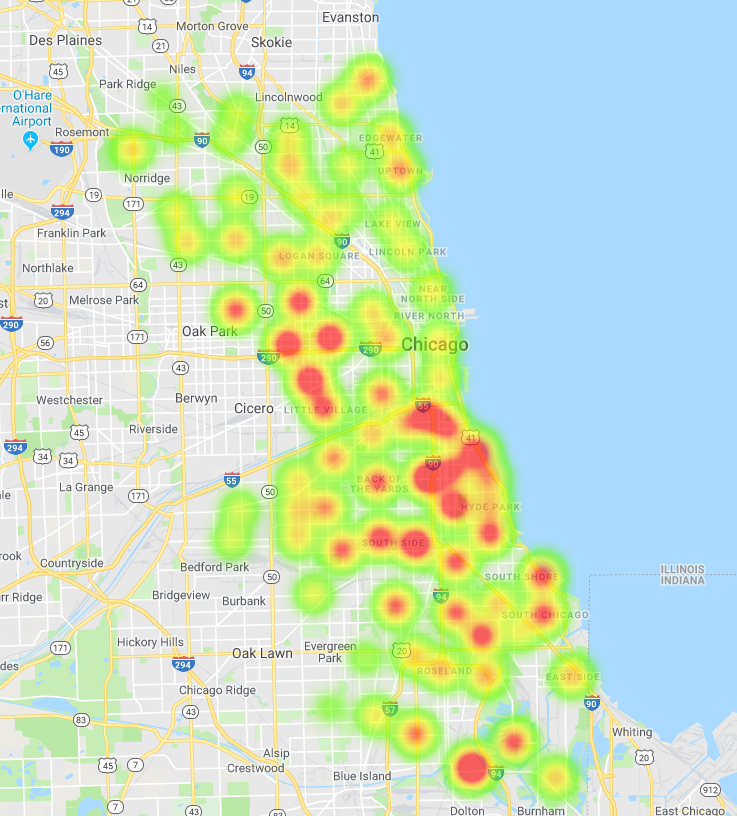 Evanston
14
Morton Grove
Des Plaines
Skokie
21
45
Niles
94
Park Ridge
Lincolnwood
43
O'Hare
ernational
Airport
Rosemont
14
EDGEWATER
90
190
50
41
UPTOWN
Norridge
19
19
171
lle
294
LAKE VIEW
Franklin Park
90
LINCOLN PARK
LOGAN SQUARE
Northlake
43
64
64
NEAR
NORTH SIDE
20
Melrose Park
50
RIVER NORTH
290
Oak Park
171
56
290
290
Chicago
43
Westchester
Berwyn
Cicero
LITTLE VILLAGE
55
45
Riverside
41
294
34
34
90
55
BACK OF
THE YARDS
La Grange
171
50
HYDE PARK
SOUTH SIDE
rook
Countryside
Bedford Park
50
SOUTH SHORE
ILLINOIS
INDIANA
rr Ridge
Bridgeview
Burbank
94
SOUTH CHICAGO
171
Hickory Hills
Oak Lawn
Evergreen
Park
20
294
ROSELAND
EAST SIDE
des
Chicago Ridge
43
57
90
83
Whiting
Alsip
20
45
7
Crestwood
Blue Island
94
912
7
43
83
Dolton
Burnham
East Chicago